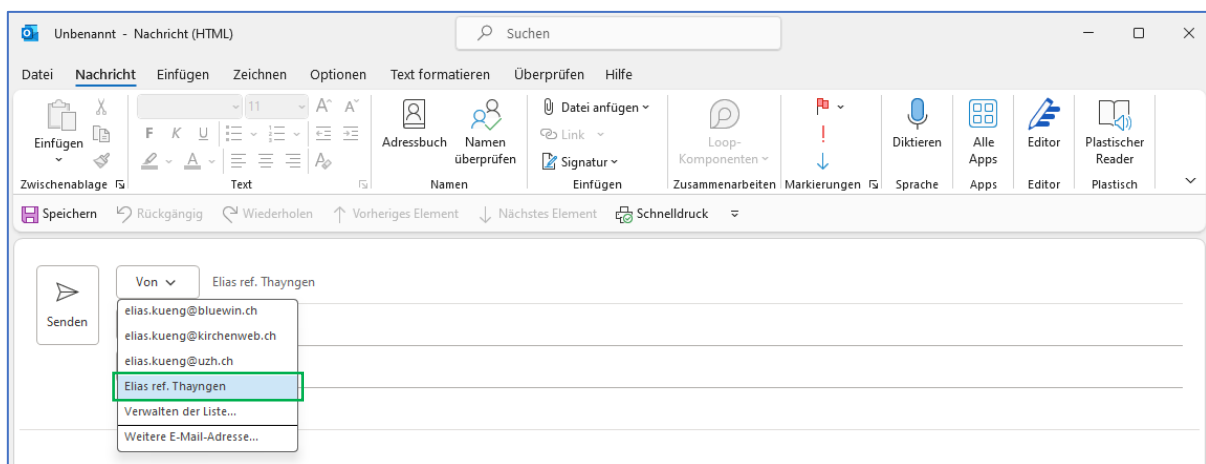 Unbenannt - Nachricht (HTML)
Suchen
Datei Nachricht Einfügen Zeichnen Optionen Text formatieren Überprüfen Hilfe
Einfügen
Zwischenablage
11
F K U
Text
Adressbuch
Namen überprüfen
Namen
Datei anfügen
Link
Signatur
Einfügen
Loop-Komponenten
Zusammenarbeiten
Markierungen
Diktieren
Sprache
Alle Apps
Apps
Editor
Editor
Plastischer Reader
Plastisch
Speichern Rückgängig Wiederholen Vorheriges Element Nächstes Element Schnelldruck
Senden
Von Elias ref. Thayngen
elias.kueng@bluewin.ch
elias.kueng@kirchenweb.ch
elias.kueng@uzh.ch
Elias ref. Thayngen
Verwalten der Liste...
Weitere E-Mail-Adresse...